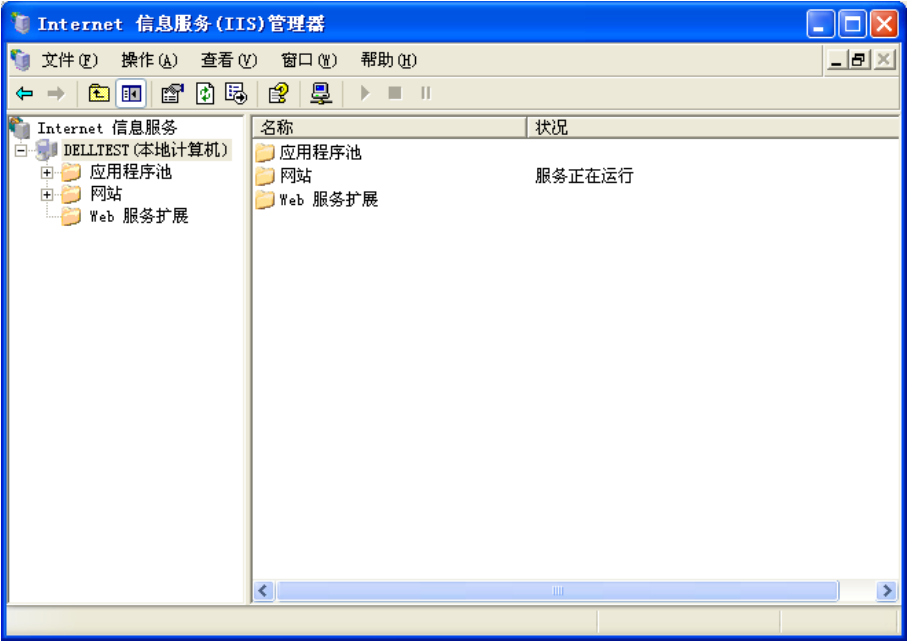 Internet 信息服务(IIS)管理器
文件(F) 操作(A) 查看(V) 窗口(W) 帮助(H)
Internet 信息服务
DELLTEST(本地计算机)
应用程序池
网站
Web 服务扩展
名称 状况
应用程序池
网站 服务正在运行
Web 服务扩展